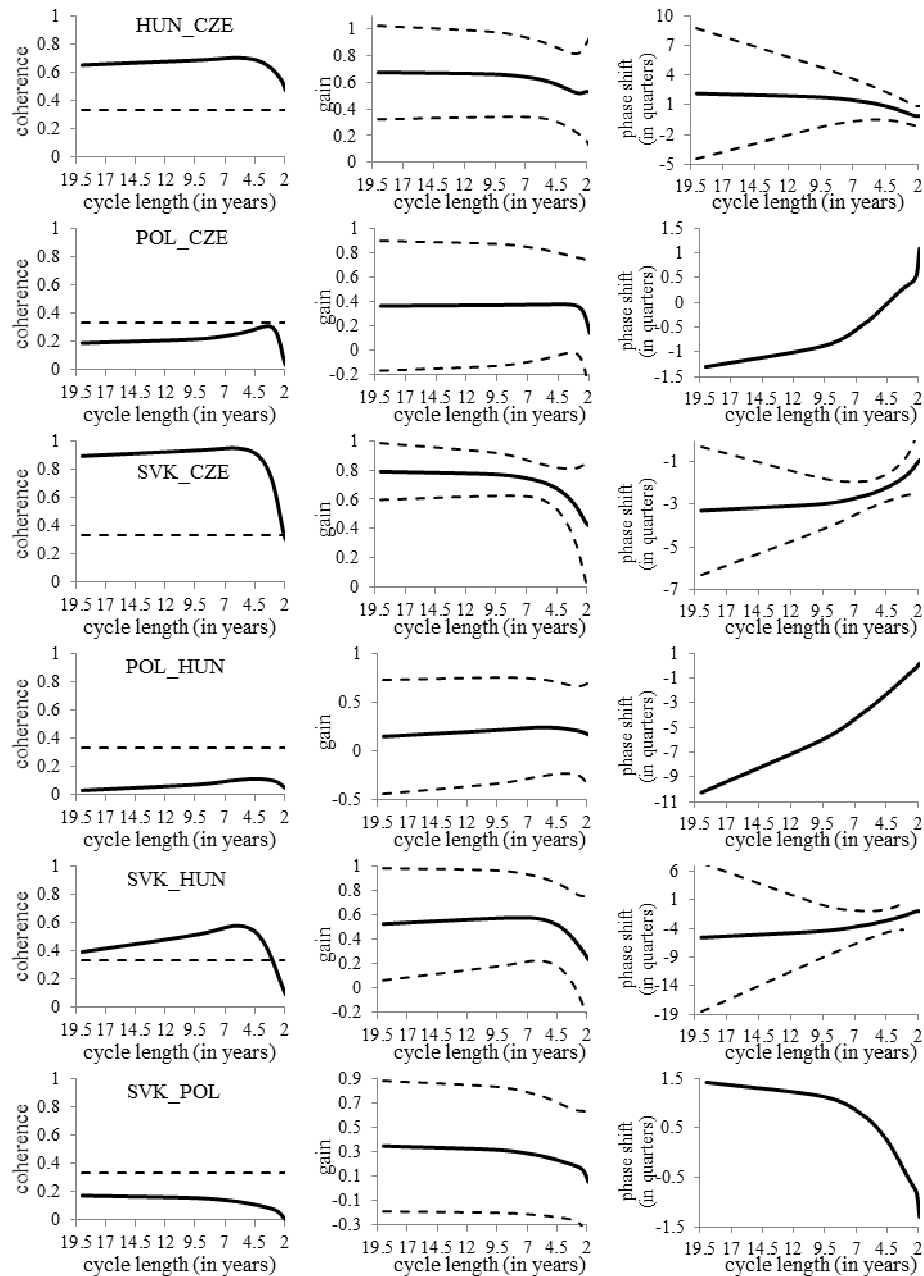 HUN_CZE
coherence
1
0.8
0.6
0.4
0.2
0
19.5 17 14.5 12 9.5 7 4.5 2
cycle length (in years)
gain
1
0.8
0.6
0.4
0.2
0
19.5 17 14.5 12 9.5 7 4.5 2
cycle length (in years)
phase shift
(in quarters)
10
7
4
1
-2
-5
19.5 17 14.5 12 9.5 7 4.5 2
cycle length (in years)
POL_CZE
coherence
1
0.8
0.6
0.4
0.2
0
19.5 17 14.5 12 9.5 7 4.5 2
cycle length (in years)
gain
1
0.8
0.6
0.4
0.2
0
-0.2
19.5 17 14.5 12 9.5 7 4.5 2
cycle length (in years)
phase shift
(in quarters)
1.5
1
0.5
0
-0.5
-1
-1.5
19.5 17 14.5 12 9.5 7 4.5 2
cycle length (in years)
SVK_CZE
coherence
1
0.8
0.6
0.4
0.2
0
19.5 17 14.5 12 9.5 7 4.5 2
cycle length (in years)
gain
1
0.8
0.6
0.4
0.2
0
19.5 17 14.5 12 9.5 7 4.5 2
cycle length (in years)
phase shift
(in quarters)
-1
-3
-5
-7
19.5 17 14.5 12 9.5 7 4.5 2
cycle length (in years)
POL_HUN
coherence
1
0.8
0.6
0.4
0.2
0
19.5 17 14.5 12 9.5 7 4.5 2
cycle length (in years)
gain
1
0.5
0
-0.5
19.5 17 14.5 12 9.5 7 4.5 2
cycle length (in years)
phase shift
(in quarters)
1
-1
-3
-5
-7
-9
-11
19.5 17 14.5 12 9.5 7 4.5 2
cycle length (in years)
SVK_HUN
coherence
1
0.8
0.6
0.4
0.2
0
19.5 17 14.5 12 9.5 7 4.5 2
cycle length (in years)
gain
1
0.8
0.6
0.4
0.2
0
-0.2
19.5 17 14.5 12 9.5 7 4.5 2
cycle length (in years)
phase shift
(in quarters)
6
1
-4
-9
-14
-19
19.5 17 14.5 12 9.5 7 4.5 2
cycle length (in years)
SVK_POL
coherence
1
0.8
0.6
0.4
0.2
0
19.5 17 14.5 12 9.5 7 4.5 2
cycle length (in years)
gain
0.9
0.7
0.5
0.3
0.1
-0.1
-0.3
19.5 17 14.5 12 9.5 7 4.5 2
cycle length (in years)
phase shift
(in quarters)
1.5
0.5
-0.5
-1.5
19.5 17 14.5 12 9.5 7 4.5 2
cycle length (in years)